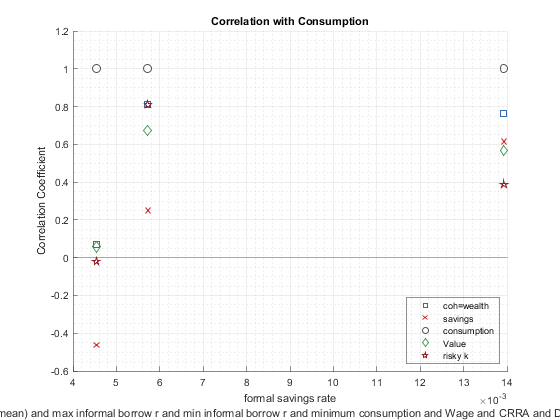 Correlation with Consumption
1.2
1
0.8
0.6
0.4
0.2
0
-0.2
-0.4
-0.6
Correlation Coefficient
coh=wealth
savings
consumption
Value
risky k
4 5 6 7 8 9 10 11 12 13 14
formal savings rate
×10⁻³
mean) and max informal borrow r and min informal borrow r and minimum consumption and Wage and CRRA and